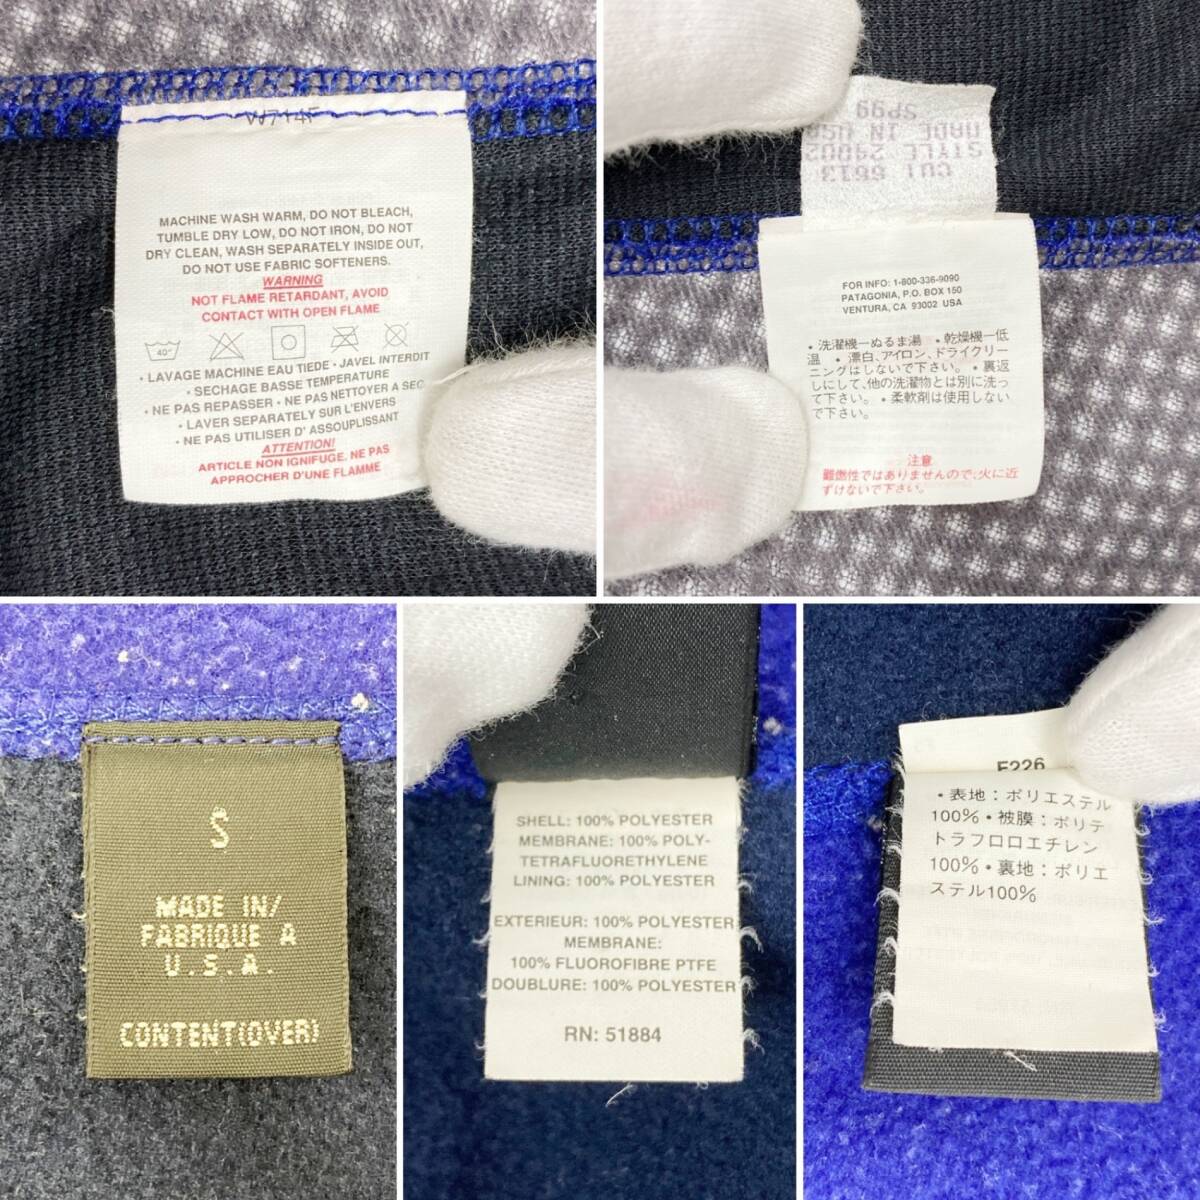 W714F
MACHINE WASH WARM, DO NOT BLEACH,
TUMBLE DRY LOW, DO NOT IRON, DO NOT
DRY CLEAN, WASH SEPARATELY INSIDE OUT,
DO NOT USE FABRIC SOFTENERS.
WARNING
NOT FLAME RETARDANT, AVOID
CONTACT WITH OPEN FLAME
40°
• LAVAGE MACHINE EAU TIEDE • JAVEL INTERDIT
• SECHAGE BASSE TEMPERATURE
• NE PAS REPASSER • NE PAS NETTOYER A SEC
• LAVER SEPARATELY SUR L'ENVERS
• NE PAS UTILISER D' ASSOUPLISSANT
ATTENTION!
ARTICLE NON IGNIFUGE. NE PAS
APPROCHER D'UNE FLAMME
CUT 6613
STYLE 24002
MADE IN USA
SP99
FOR INFO: 1-800-336-9090
PATAGONIA, P.O. BOX 150
VENTURA, CA 93002 USA
• 洗濯機ーぬるま湯 • 乾燥機ー低
温 • 漂白、アイロン、ドライクリー
ニングはしないで下さい。 • 裏返
しにして、他の洗濯物とは別に洗っ
て下さい。 • 柔軟剤は使用しない
で下さい。
注意
難燃性ではありませんので、火に近
ずけないで下さい。
S
MADE IN/
FABRIQUE A
U.S.A.
CONTENT(OVER)
SHELL: 100% POLYESTER
MEMBRANE: 100% POLY-
TETRAFLUORETHYLENE
LINING: 100% POLYESTER
EXTERIEUR: 100% POLYESTER
MEMBRANE:
100% FLUOROFIBRE PTFE
DOUBLURE: 100% POLYESTER
RN: 51884
F226
• 表地：ポリエステル
100% • 被膜：ポリテ
トラフロロエチレン
100% • 裏地：ポリエ
ステル100%